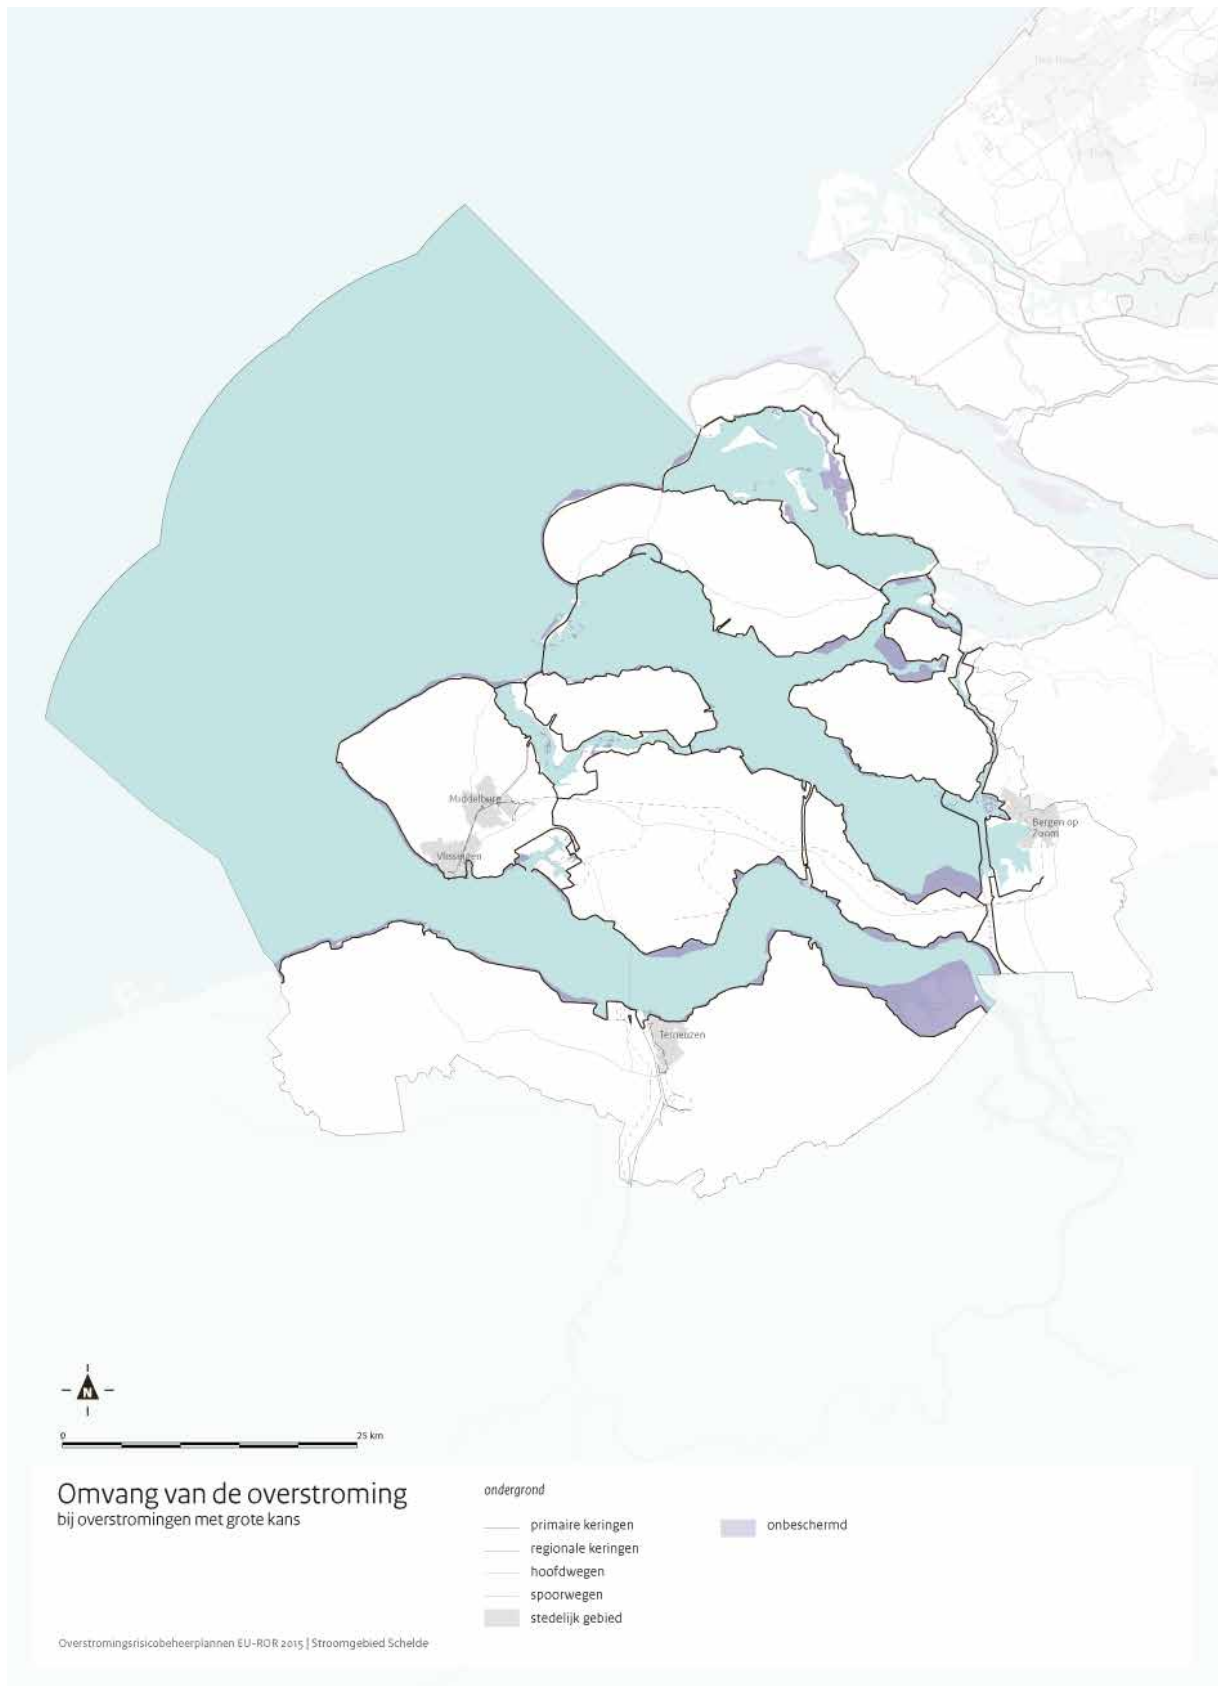 Middelburg
Vlissingen
Bergen op
Zoom
Terneuzen
N
0
25 km
Omvang van de overstroming
bij overstromingen met grote kans
ondergrond
primaire keringen
regionale keringen
hoofdwegen
spoorwegen
stedelijk gebied
onbeschermd
Overstromingsrisicobeheerplannen EU-ROR 2015 | Stroomgebied Schelde